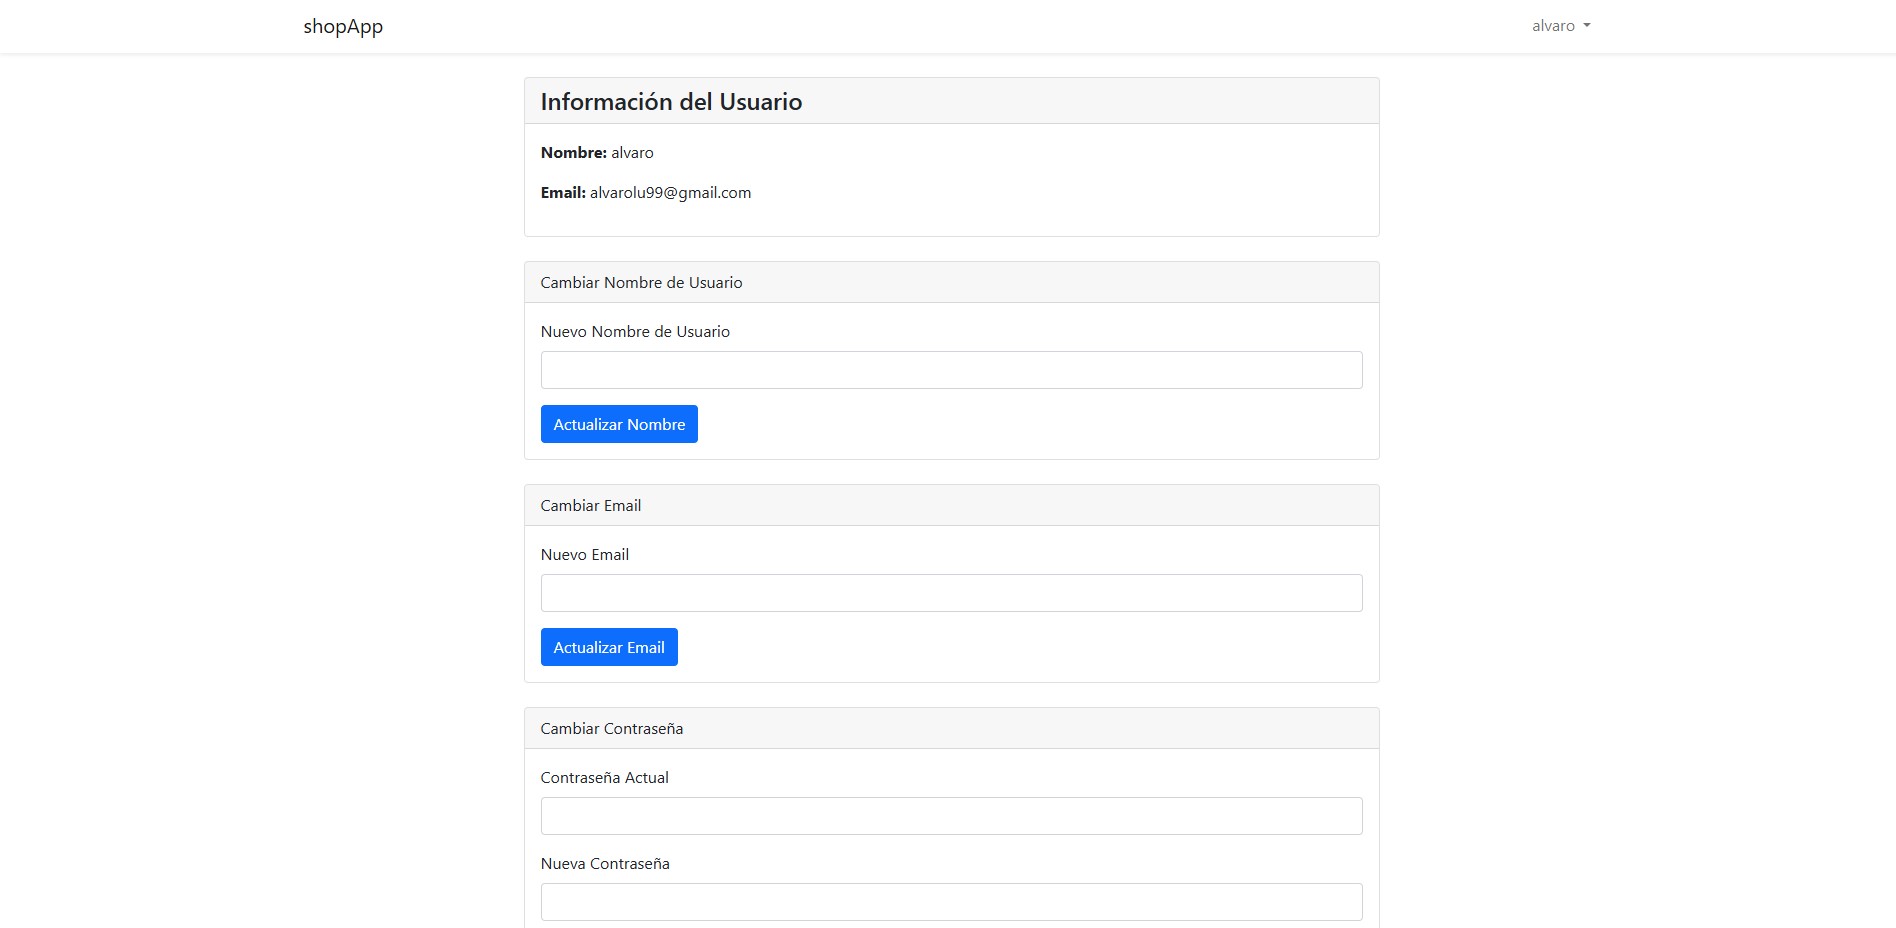 shopApp
alvaro
Información del Usuario
Nombre: alvaro
Email: alvarolu99@gmail.com
Cambiar Nombre de Usuario
Nuevo Nombre de Usuario
Actualizar Nombre
Cambiar Email
Nuevo Email
Actualizar Email
Cambiar Contraseña
Contraseña Actual
Nueva Contraseña